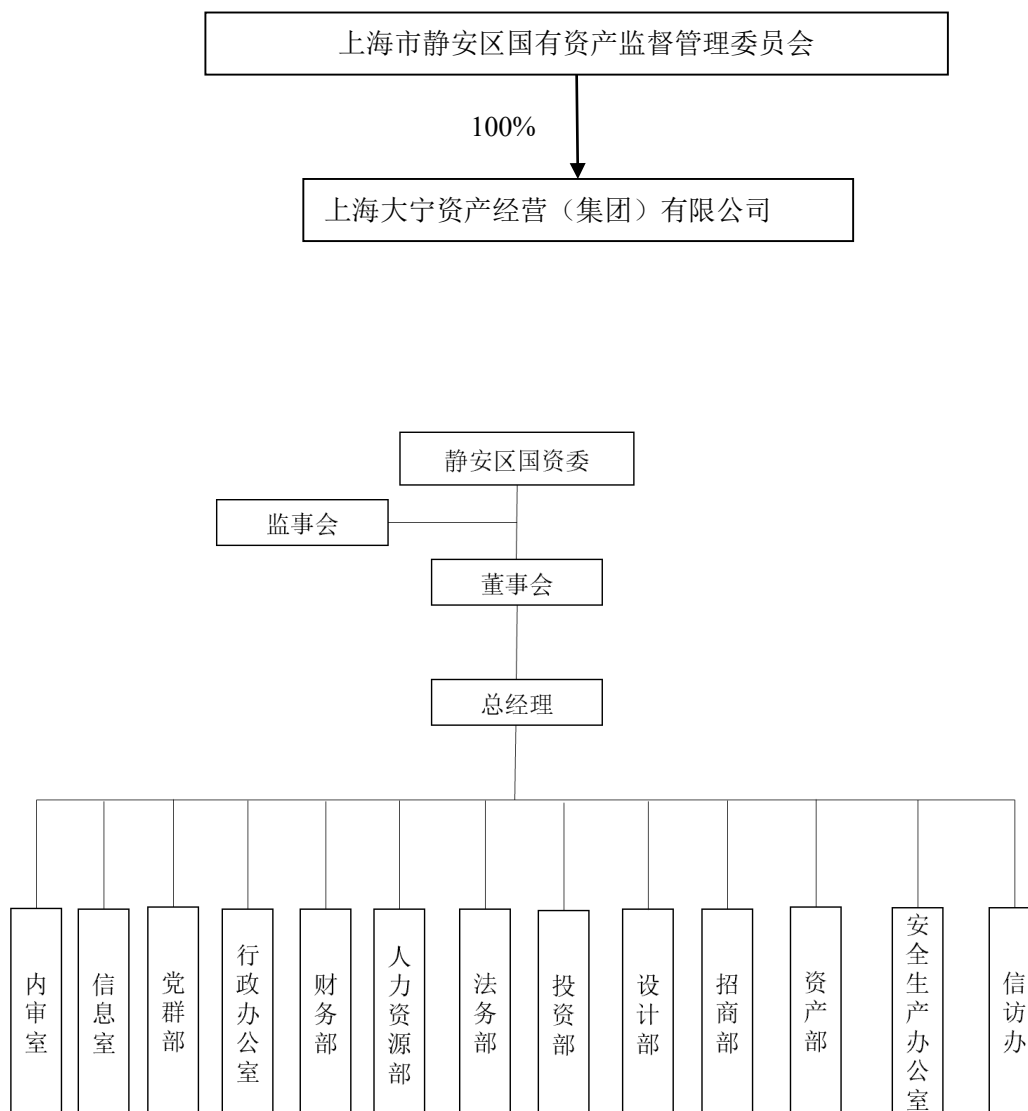 上海市静安区国有资产监督管理委员会
100%
上海大宁资产经营（集团）有限公司
静安区国资委
监事会
董事会
总经理
内审室
信息室
党群部
行政办公室
财务部
人力资源部
法务部
投资部
设计部
招商部
资产部
安全生产办公室
信访办